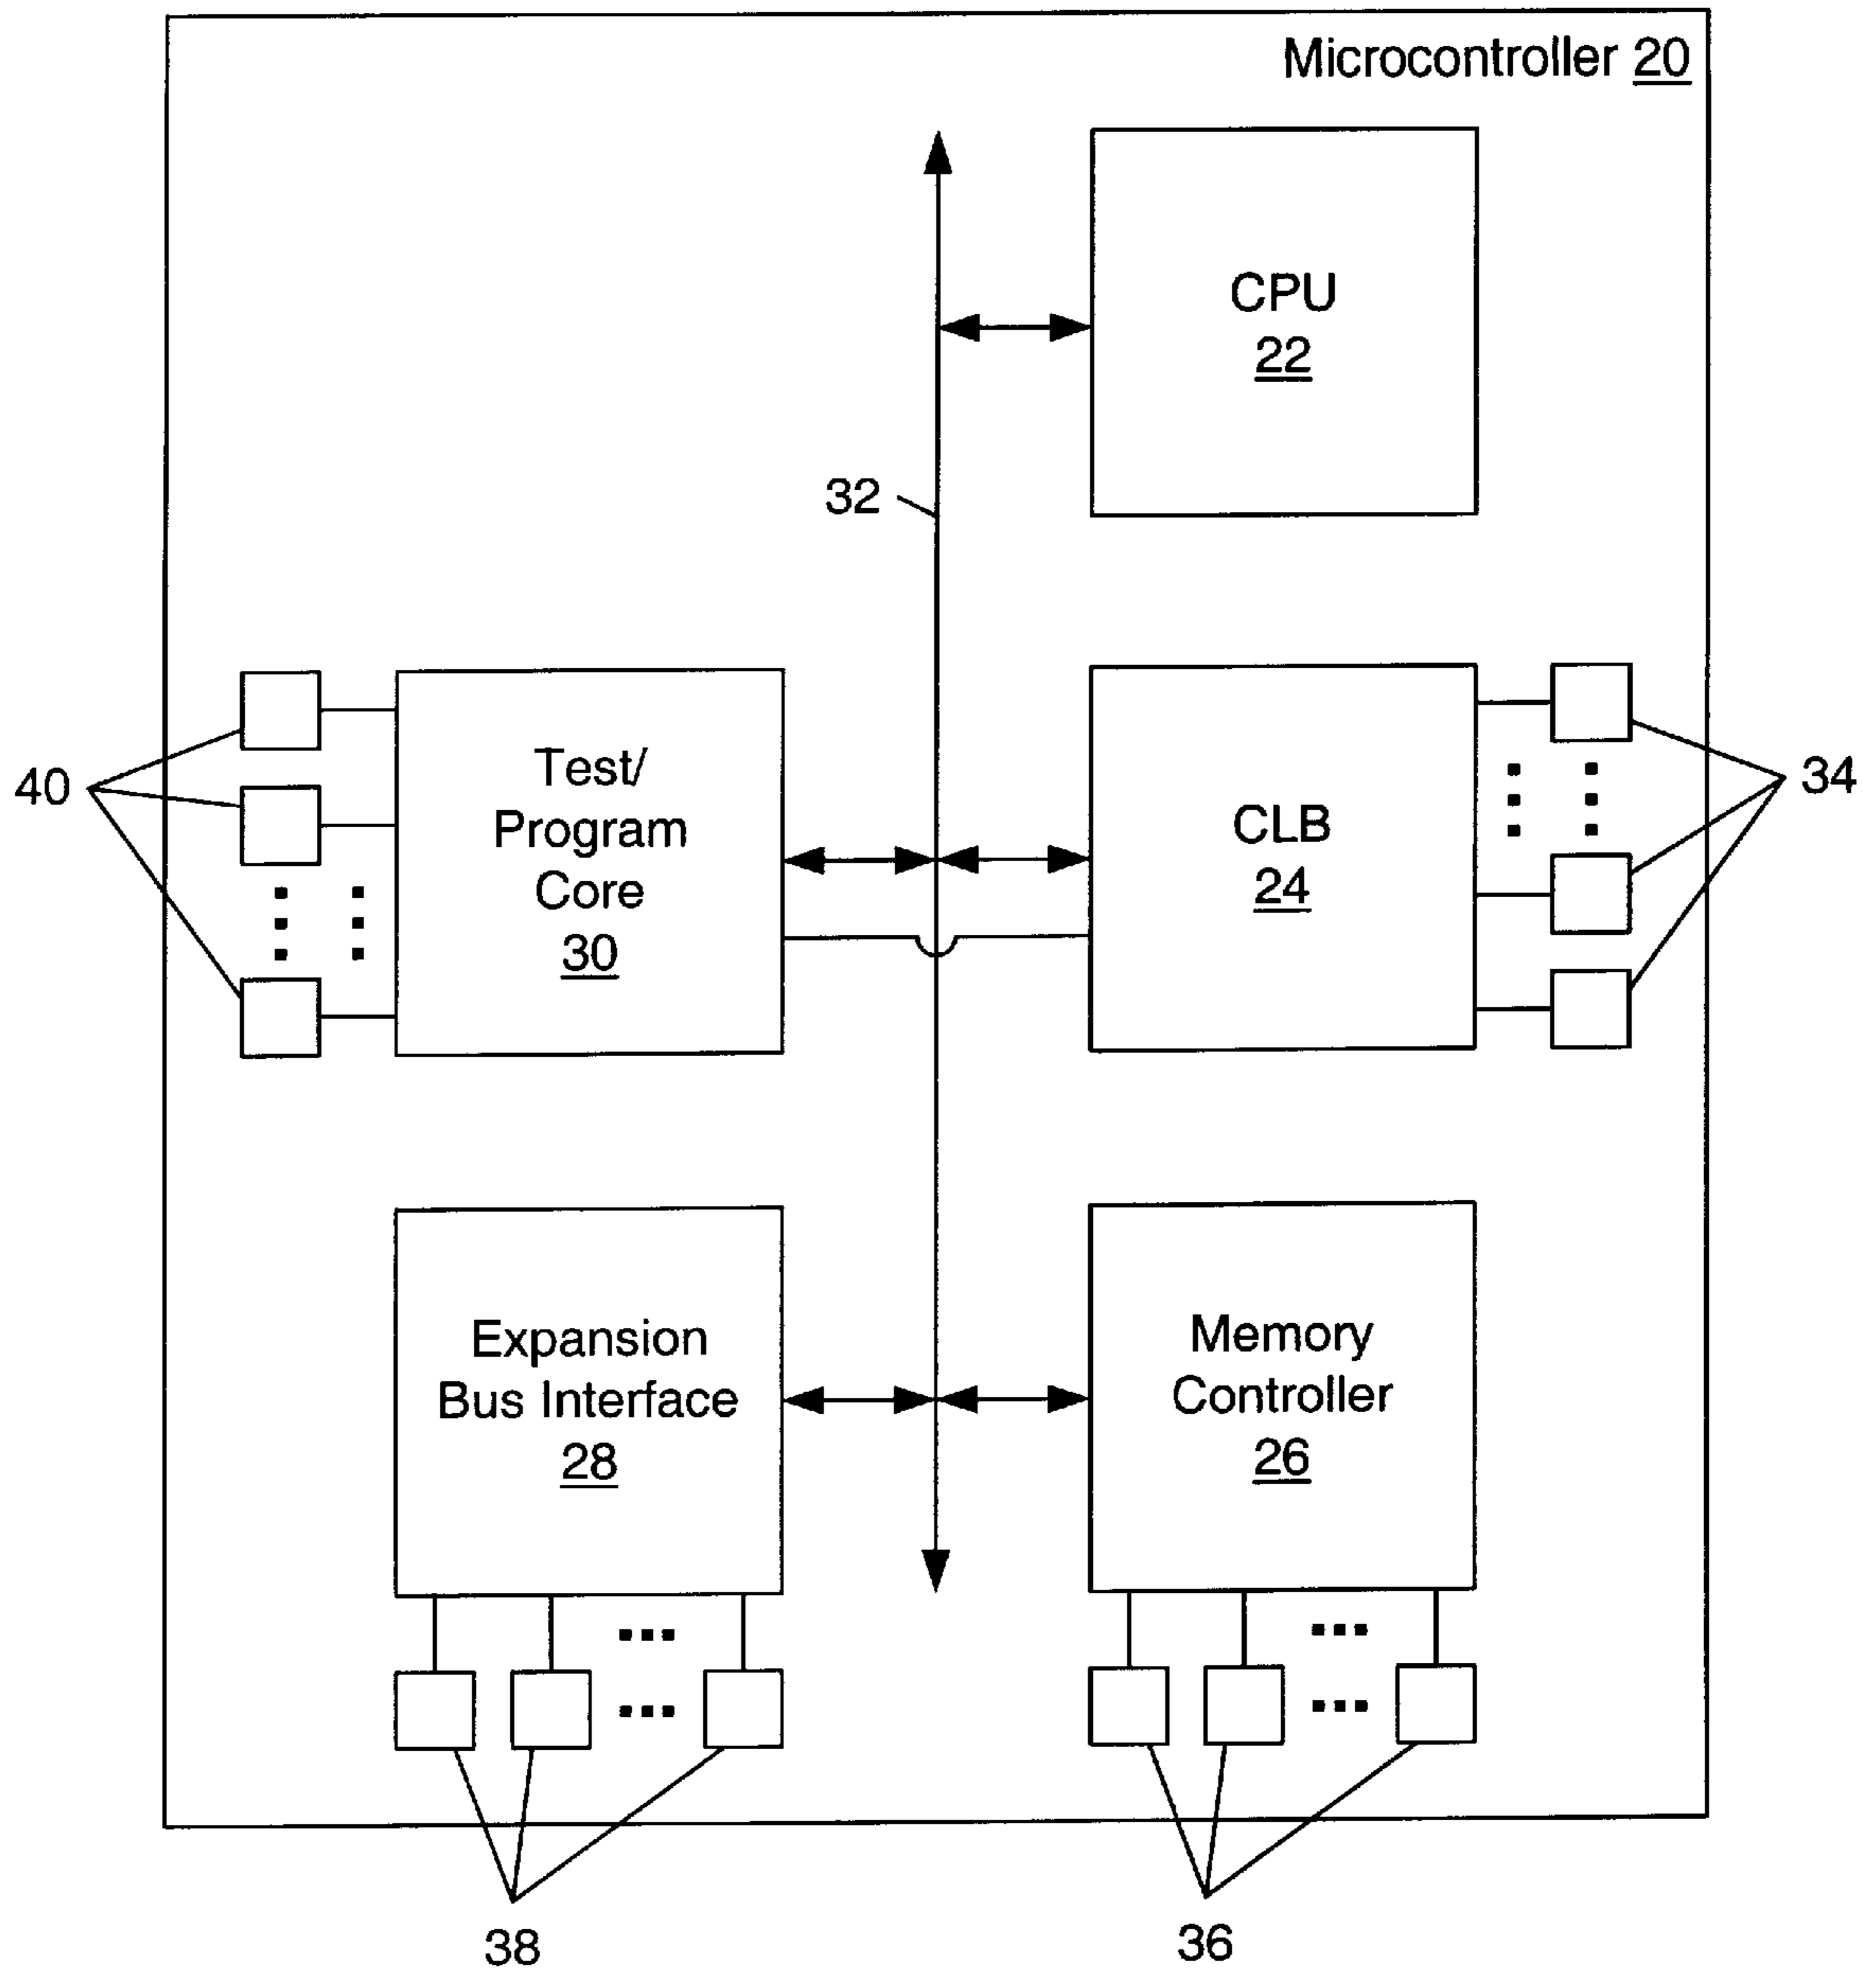 Microcontroller 20
CPU
22
32
Test/
Program
Core
30
CLB
24
40
34
Expansion
Bus Interface
28
Memory
Controller
26
38
36